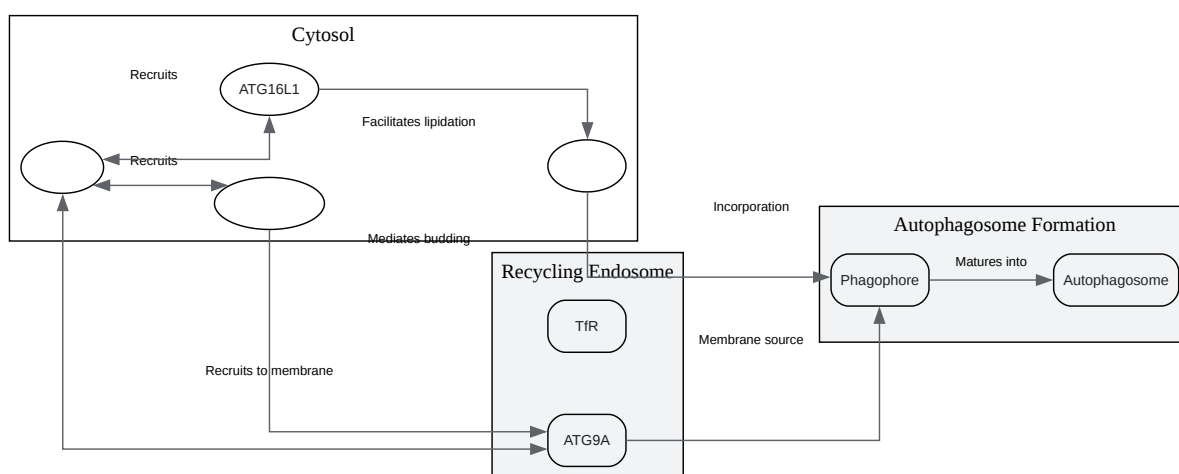 Cytosol
Recruits
ATG16L1
Facilitates lipidation
Recruits
Mediates budding
Incorporation
Autophagosome Formation
Recycling Endosome
Phagophore
Matures into
Autophagosome
TfR
Membrane source
Recruits to membrane
ATG9A